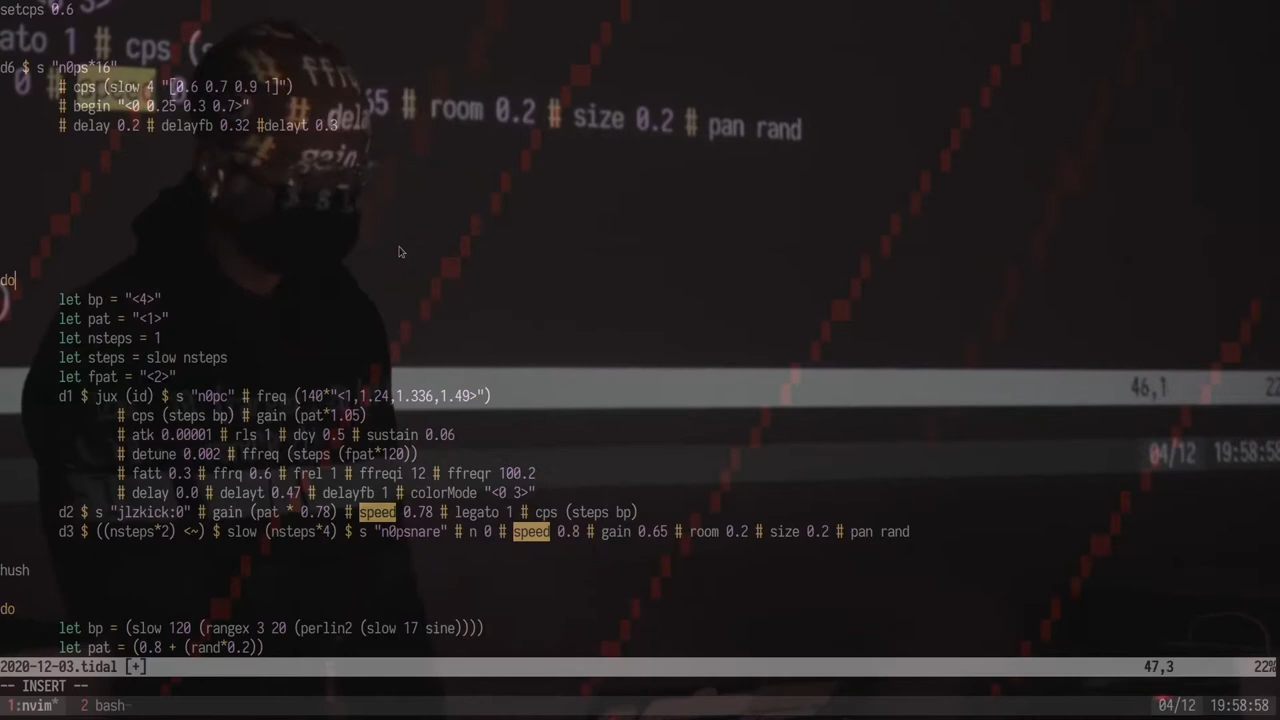 setcps 0.6
ato 1 # cps (s
d6 $ s "n0ps*16"
# cps (slow 4 "[0.6 0.7 0.9 1]")
# begin "<0 0.25 0.3 0.7>"
65 # room 0.2 # size 0.2 # pan rand
# delay 0.2 # delayfb 0.32 #delayt 0.3
gain
do
let bp = "<4>"
let pat = "<1>"
let nsteps = 1
let steps = slow nsteps
let fpat = "<2>"
46,1
d1 $ jux (id) $ s "n0pc" # freq (140*"<1,1.24,1.336,1.49>")
# cps (steps bp) # gain (pat*1.05)
# atk 0.00001 # rls 1 # dcy 0.5 # sustain 0.06
# detune 0.002 # ffreq (steps (fpat*120))
04/12 19:58:58
# fatt 0.3 # ffrq 0.6 # frel 1 # ffreqi 12 # ffreqr 100.2
# delay 0.0 # delayt 0.47 # delayfb 1 # colorMode "<0 3>"
d2 $ s "jlzkick:0" # gain (pat * 0.78) # speed 0.78 # legato 1 # cps (steps bp)
d3 $ ((nsteps*2) <~) $ slow (nsteps*4) $ s "n0psnare" # n 0 # speed 0.8 # gain 0.65 # room 0.2 # size 0.2 # pan rand
hush
do
let bp = (slow 120 (rangex 3 20 (perlin2 (slow 17 sine))))
let pat = (0.8 + (rand*0.2))
2020-12-03.tidal [+] 47,3 22%
-- INSERT --
1:nvim* 2 bash- 04/12 19:58:58